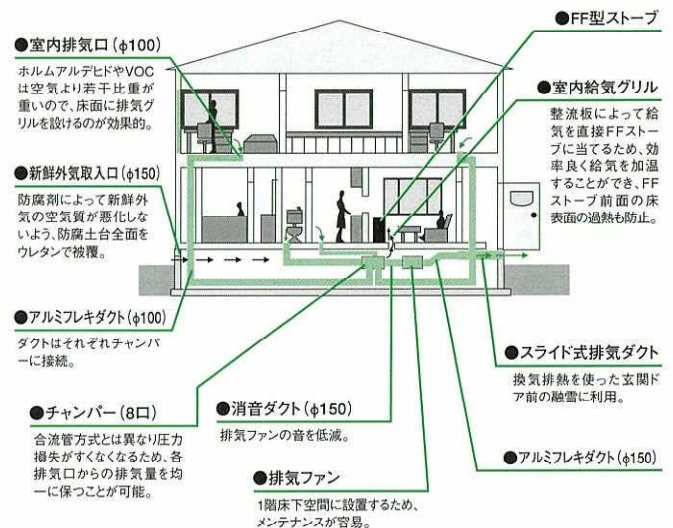 ●室内排気口（φ100）
ホルムアルデヒドやVOC
は空気より若干比重が
重いので、床面に排気グ
リルを設けるのが効果的。
●新鮮外気取入口（φ150）
防腐剤によって新鮮外
気の空気質が悪化しな
いよう、防腐土台全面を
ウレタンで被覆。
●アルミフレキダクト（φ100）
ダクトはそれぞれチャンバ
ーに接続。
●チャンバー（8口）
合流管方式とは異なり圧力
損失がすくなくなるため、各
排気口からの排気量を均
一に保つことが可能。
●消音ダクト（φ150）
排気ファンの音を低減。
●排気ファン
1階床下空間に設置するため、
メンテナンスが容易。
●FF型ストーブ
●室内給気グリル
整流板によって給
気を直接FFストー
ブに当てるため、効
率良く給気を加温
することができ、FF
ストーブ前面の床
表面の過熱も防止。
●スライド式排気ダクト
換気排熱を使った玄関ド
ア前の融雪に利用。
●アルミフレキダクト（φ150）